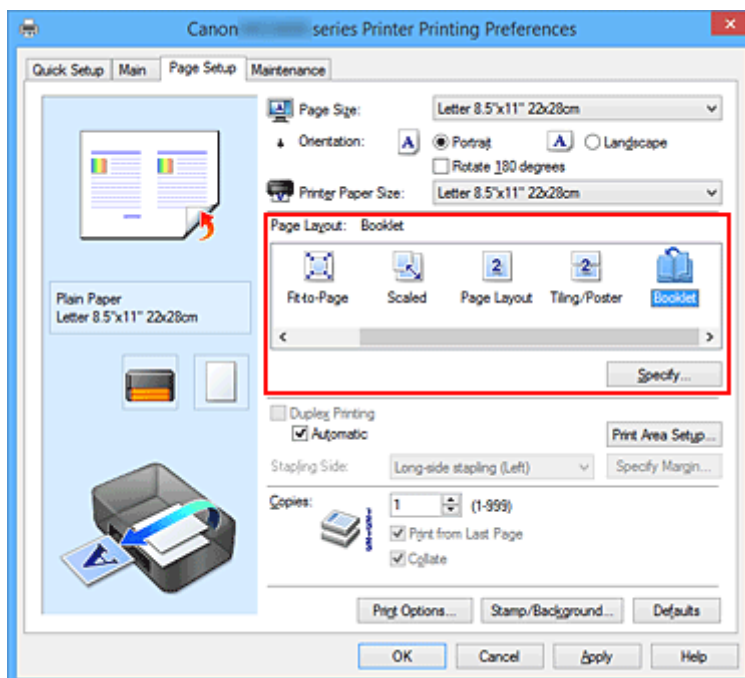 Canon series Printer Printing Preferences
Quick Setup Main Page Setup Maintenance
Page Size: Letter 8.5"x11" 22x28cm
Orientation: A Portrait A Landscape
Rotate 180 degrees
Printer Paper Size: Letter 8.5"x11" 22x28cm
Page Layout: Booklet
2 2
Fit-to-Page Scaled Page Layout Tiling/Poster Booklet
Plain Paper
Letter 8.5"x11" 22x28cm
Specify...
Duplex Printing
Automatic
Print Area Setup...
Stapling Side: Long-side stapling (Left) Specify Margin...
Copies: 1 (1-999)
Print from Last Page
Collate
A
Print Options... Stamp/Background... Defaults
OK Cancel Apply Help